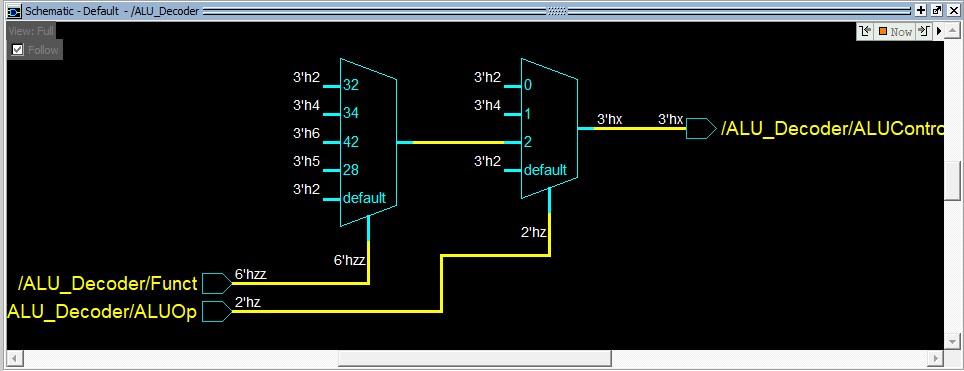 Schematic - Default - /ALU_Decoder
View: Full
Follow
Now
3'h2 32
3'h4 34
3'h6 42
3'h5 28
3'h2 default
3'h2 0
3'h4 1
2
3'h2 default
3'hx 3'hx /ALU_Decoder/ALUContro
2'hz
6'hzz
/ALU_Decoder/Funct 6'hzz
ALU_Decoder/ALUOp 2'hz